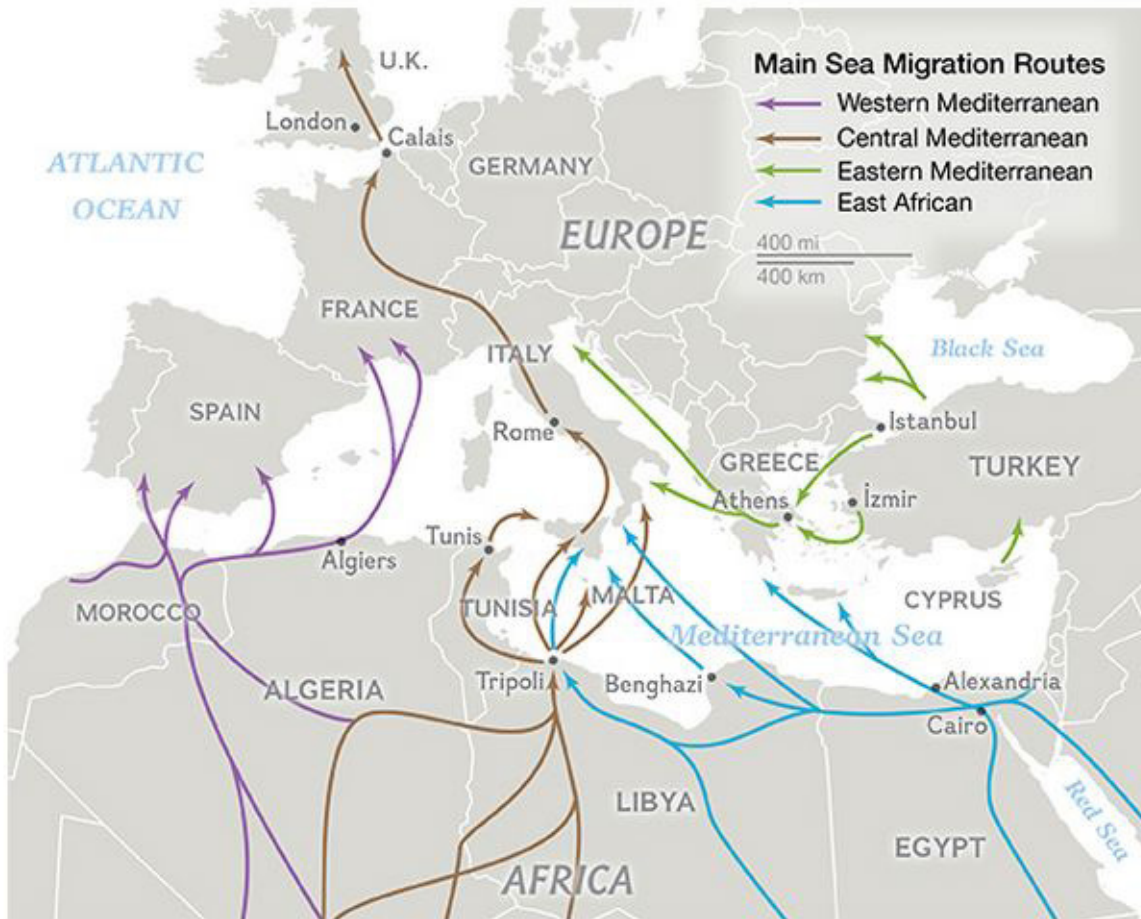 U.K.
London
Calais
ATLANTIC
OCEAN
GERMANY
EUROPE
FRANCE
Main Sea Migration Routes
Western Mediterranean
Central Mediterranean
Eastern Mediterranean
East African
400 mi
400 km
ITALY
Black Sea
SPAIN
Rome
Istanbul
GREECE
TURKEY
Athens
İzmir
Tunis
Algiers
MOROCCO
TUNISIA
MALTA
CYPRUS
Mediterranean Sea
Tripoli
Benghazi
Alexandria
Cairo
ALGERIA
LIBYA
EGYPT
Red Sea
AFRICA